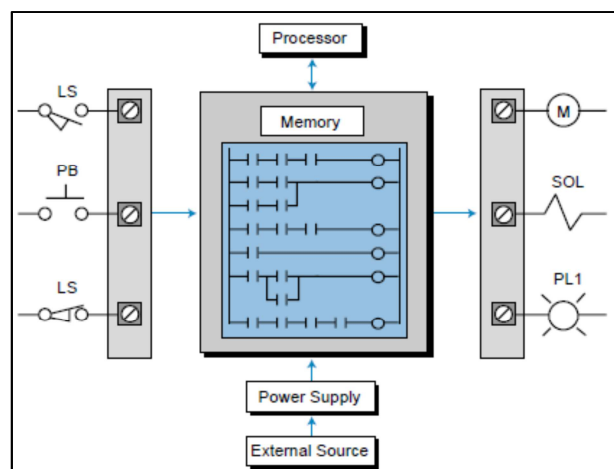 Processor
LS
Memory
M
PB
SOL
LS
PL1
Power Supply
External Source